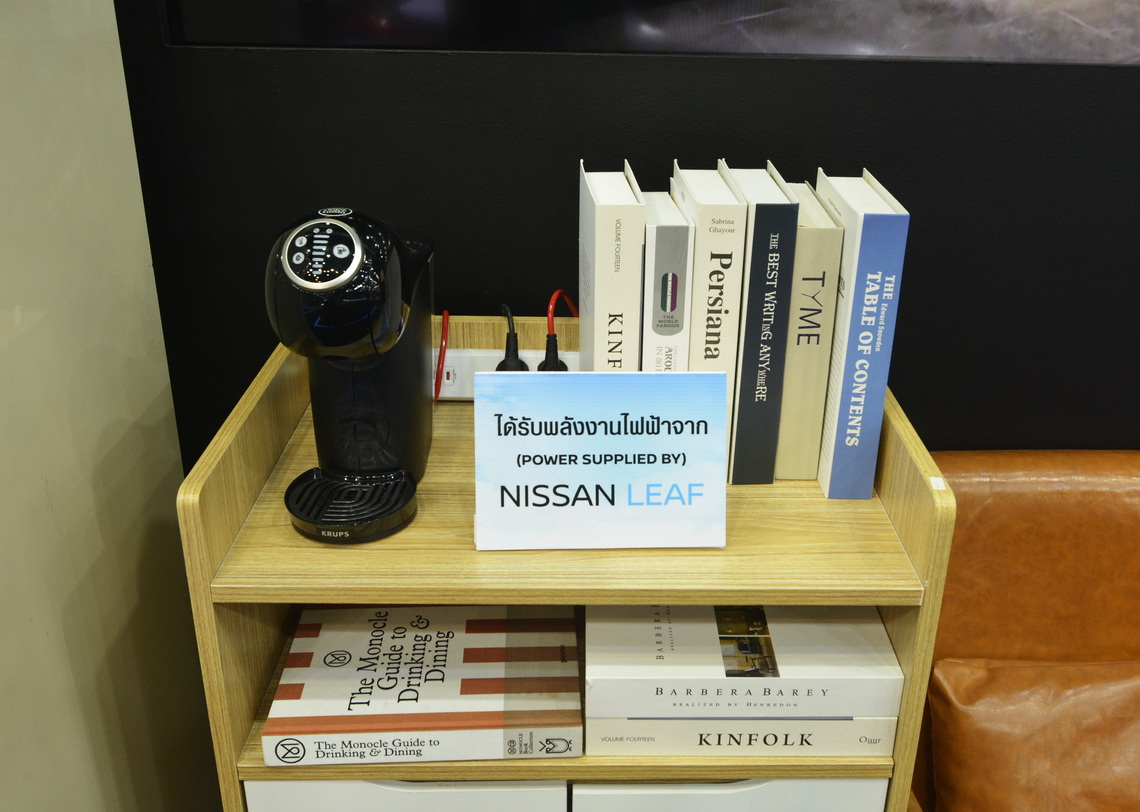 VOLUME FOURTEEN
KINF
THE WORLD
FAMOUS
Sabrina
Ghayour
Persiana
THE BEST WRITING ANYWHERE
TYME
THE Edward Saunders
TABLE OF CONTENTS
ได้รับพลังงานไฟฟ้าจาก
(POWER SUPPLIED BY)
NISSAN LEAF
KRUPS
The Monocle
Guide to
Drinking &
Dining
The Monocle Guide to
Drinking & Dining
BARBERA BAREY
REALIZED BY HENREDON
VOLUME FOURTEEN KINFOLK Ouur